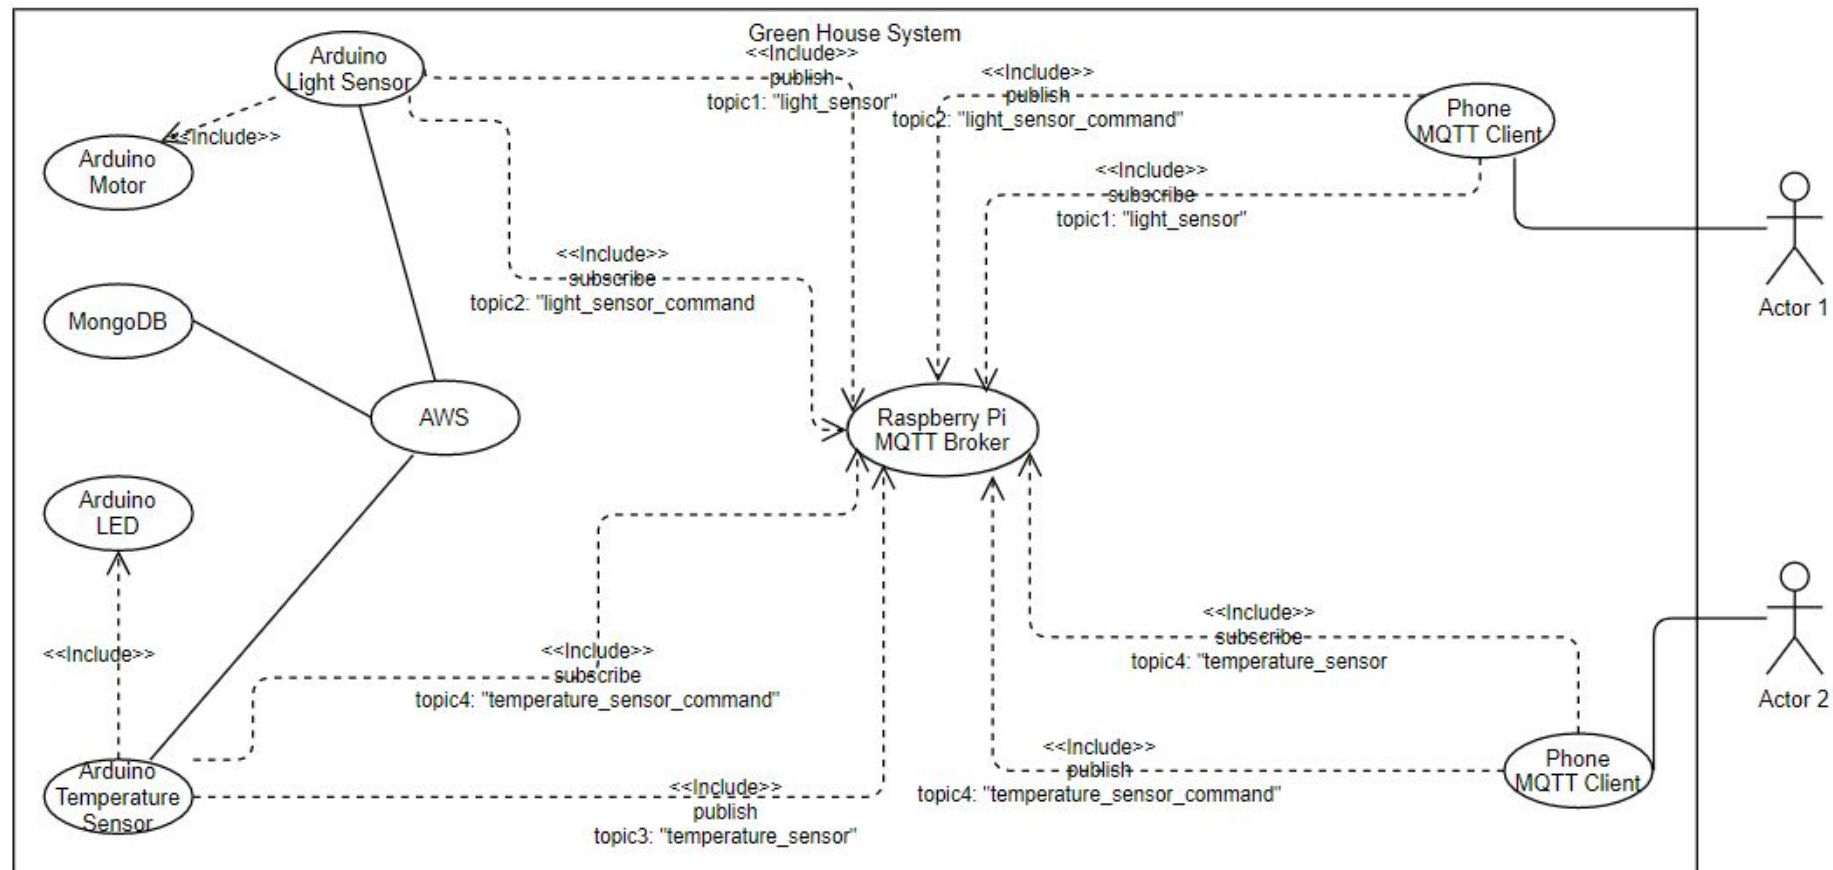 Green House System
Arduino
Light Sensor
<<Include>>
publish
topic1: "light_sensor"
<<Include>>
publish
topic2: "light_sensor_command"
Phone
MQTT Client
<<Include>>
Arduino
Motor
<<Include>>
subscribe
topic1: "light_sensor"
<<Include>>
subscribe
topic2: "light_sensor_command
Actor 1
MongoDB
AWS
Raspberry Pi
MQTT Broker
Arduino
LED
<<Include>>
<<Include>>
subscribe
topic4: "temperature_sensor_command"
<<Include>>
subscribe
topic4: "temperature_sensor
Actor 2
Arduino
Temperature
Sensor
<<Include>>
publish
topic3: "temperature_sensor"
<<Include>>
publish
topic4: "temperature_sensor_command"
Phone
MQTT Client